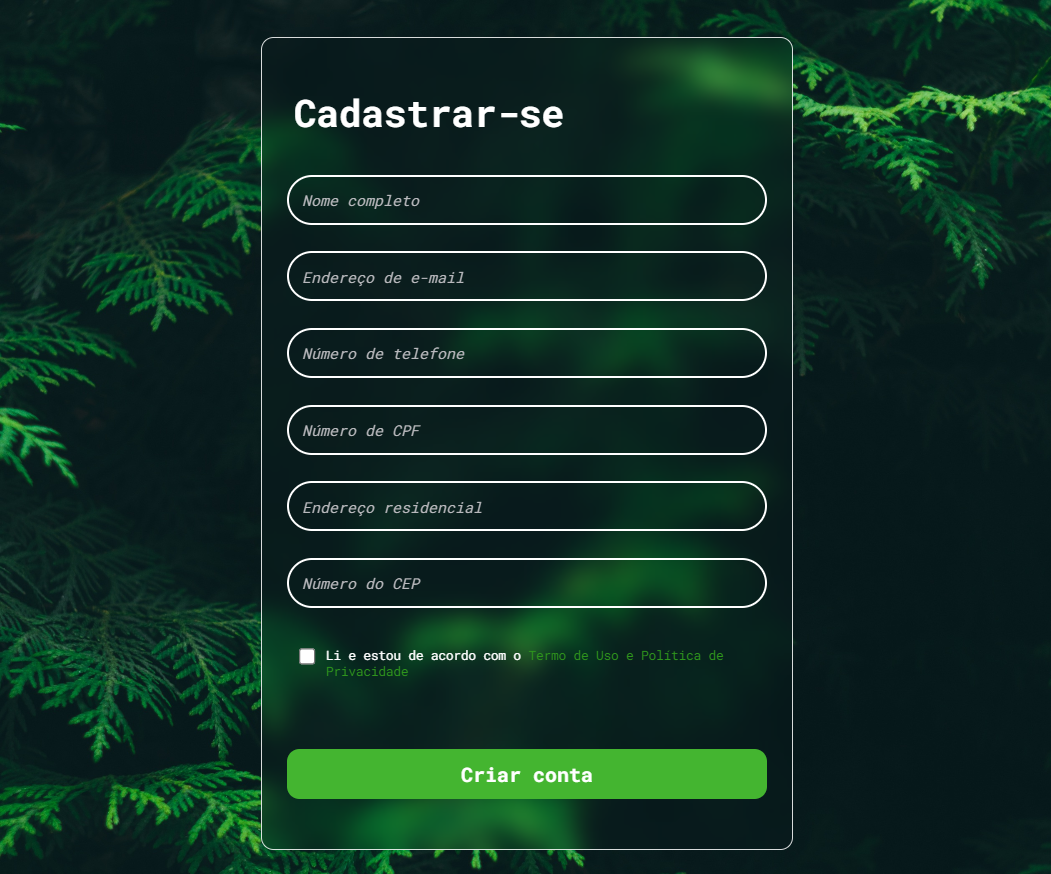 Cadastrar-se
Nome completo
Endereço de e-mail
Número de telefone
Número de CPF
Endereço residencial
Número do CEP
Li e estou de acordo com o Termo de Uso e Política de
Privacidade
Criar conta